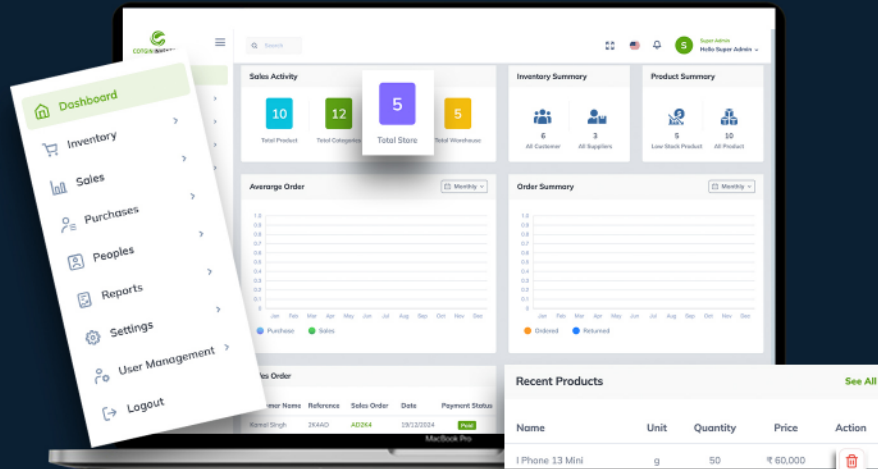 Search
Super Admin
Hello Super Admin
S
Dashboard
Inventory
Sales
Purchases
Peoples
Reports
Settings
User Management
Logout
Sales Activity
10
Total Product
12
Total Categories
5
Total Store
5
Total Warehouse
Inventory Summary
6
All Customer
3
All Suppliers
Product Summary
5
Low Stock Product
10
All Product
Averarge Order
Monthly
1.0
0.9
0.8
0.7
0.6
0.5
0.4
0.3
0.2
0.1
0
Jan Feb Mar Apr May Jun Jul Aug Sep Oct Nov Dec
Purchase Sales
Order Summary
Monthly
1.0
0.9
0.8
0.7
0.6
0.5
0.4
0.3
0.2
0.1
0
Jan Feb Mar Apr May Jun Jul Aug Sep Oct Nov Dec
Ordered Returned
Order
Name Reference Sales Order Date Payment Status
Kamal Singh 2K4AD AD2K4 19/12/2024 Paid
MacBook Pro
Recent Products See All
Name Unit Quantity Price Action
I Phone 13 Mini g 50 ₹ 60,000